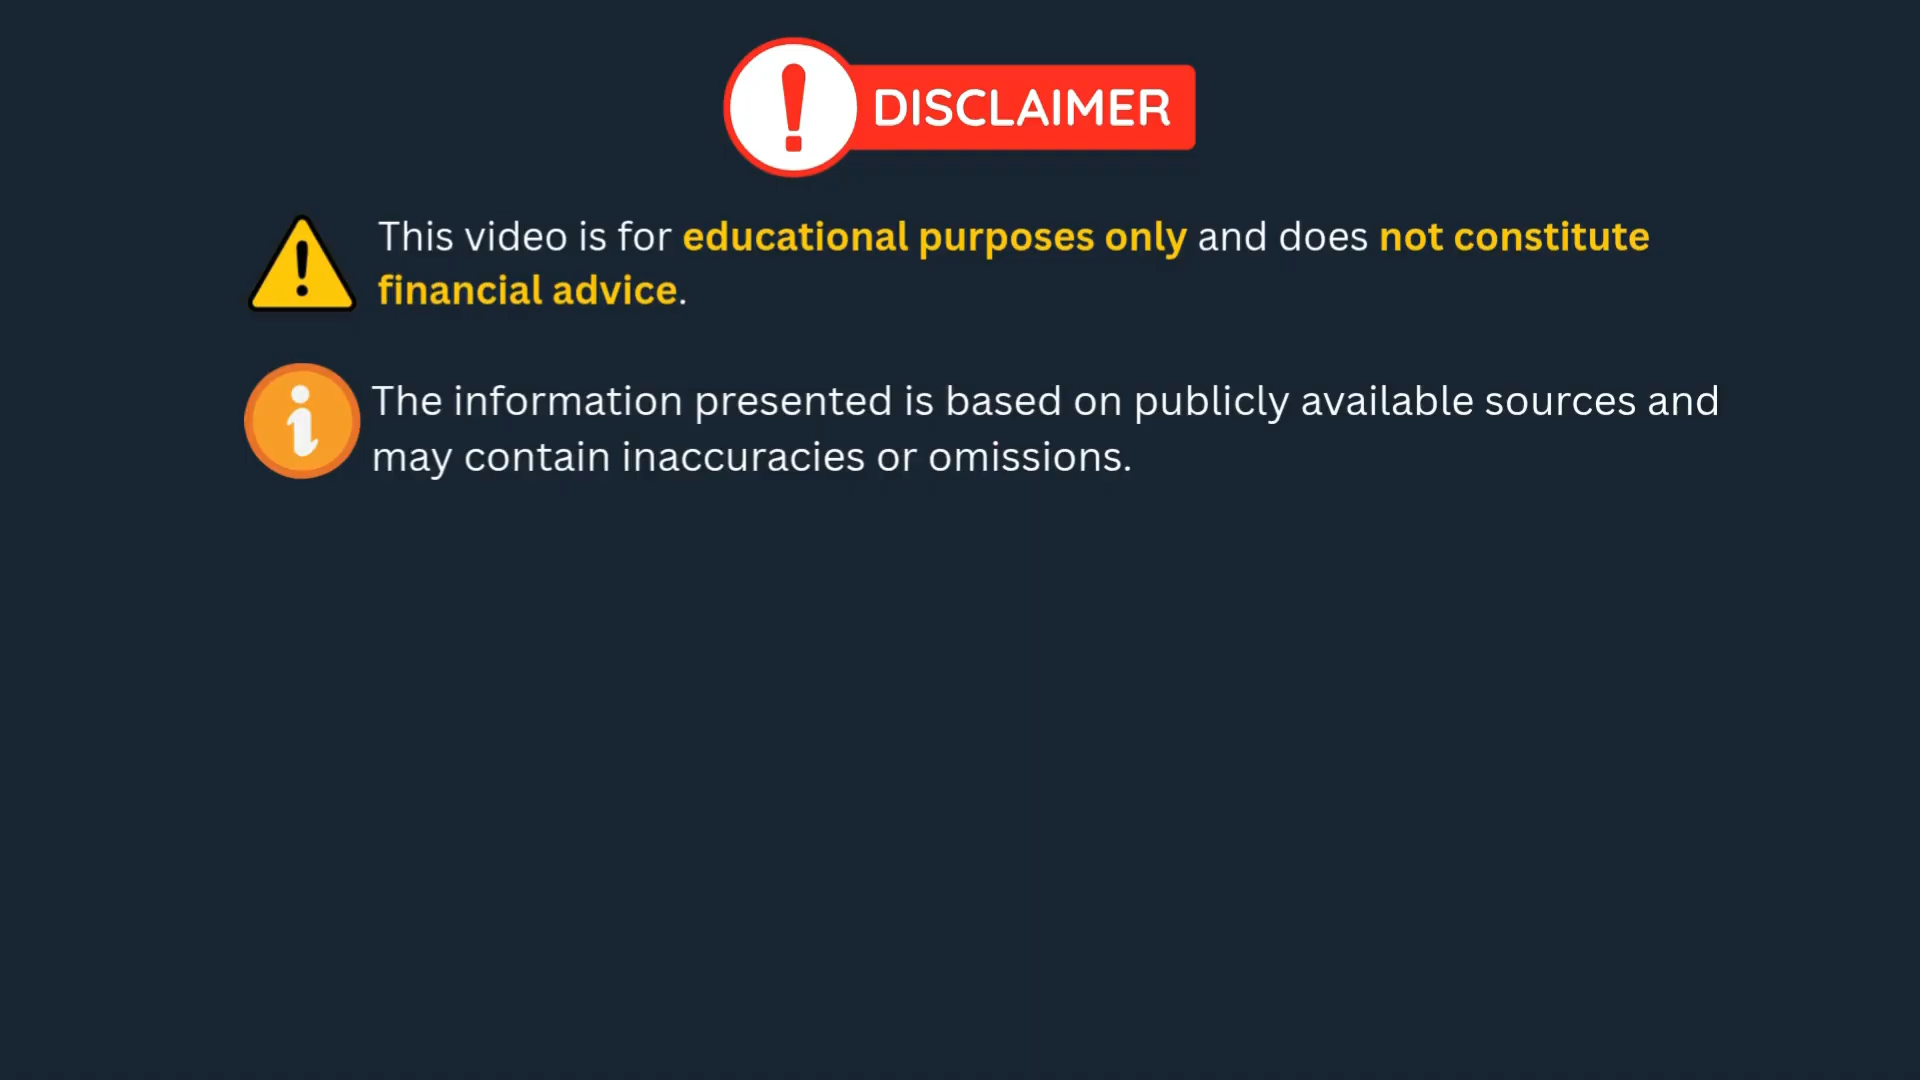 DISCLAIMER
This video is for educational purposes only and does not constitute
financial advice.
The information presented is based on publicly available sources and
may contain inaccuracies or omissions.